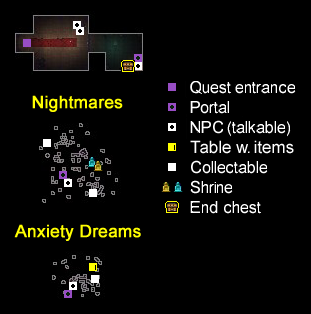 Nightmares
Anxiety Dreams
Quest entrance
Portal
NPC (talkable)
Table w. items
Collectable
Shrine
End chest